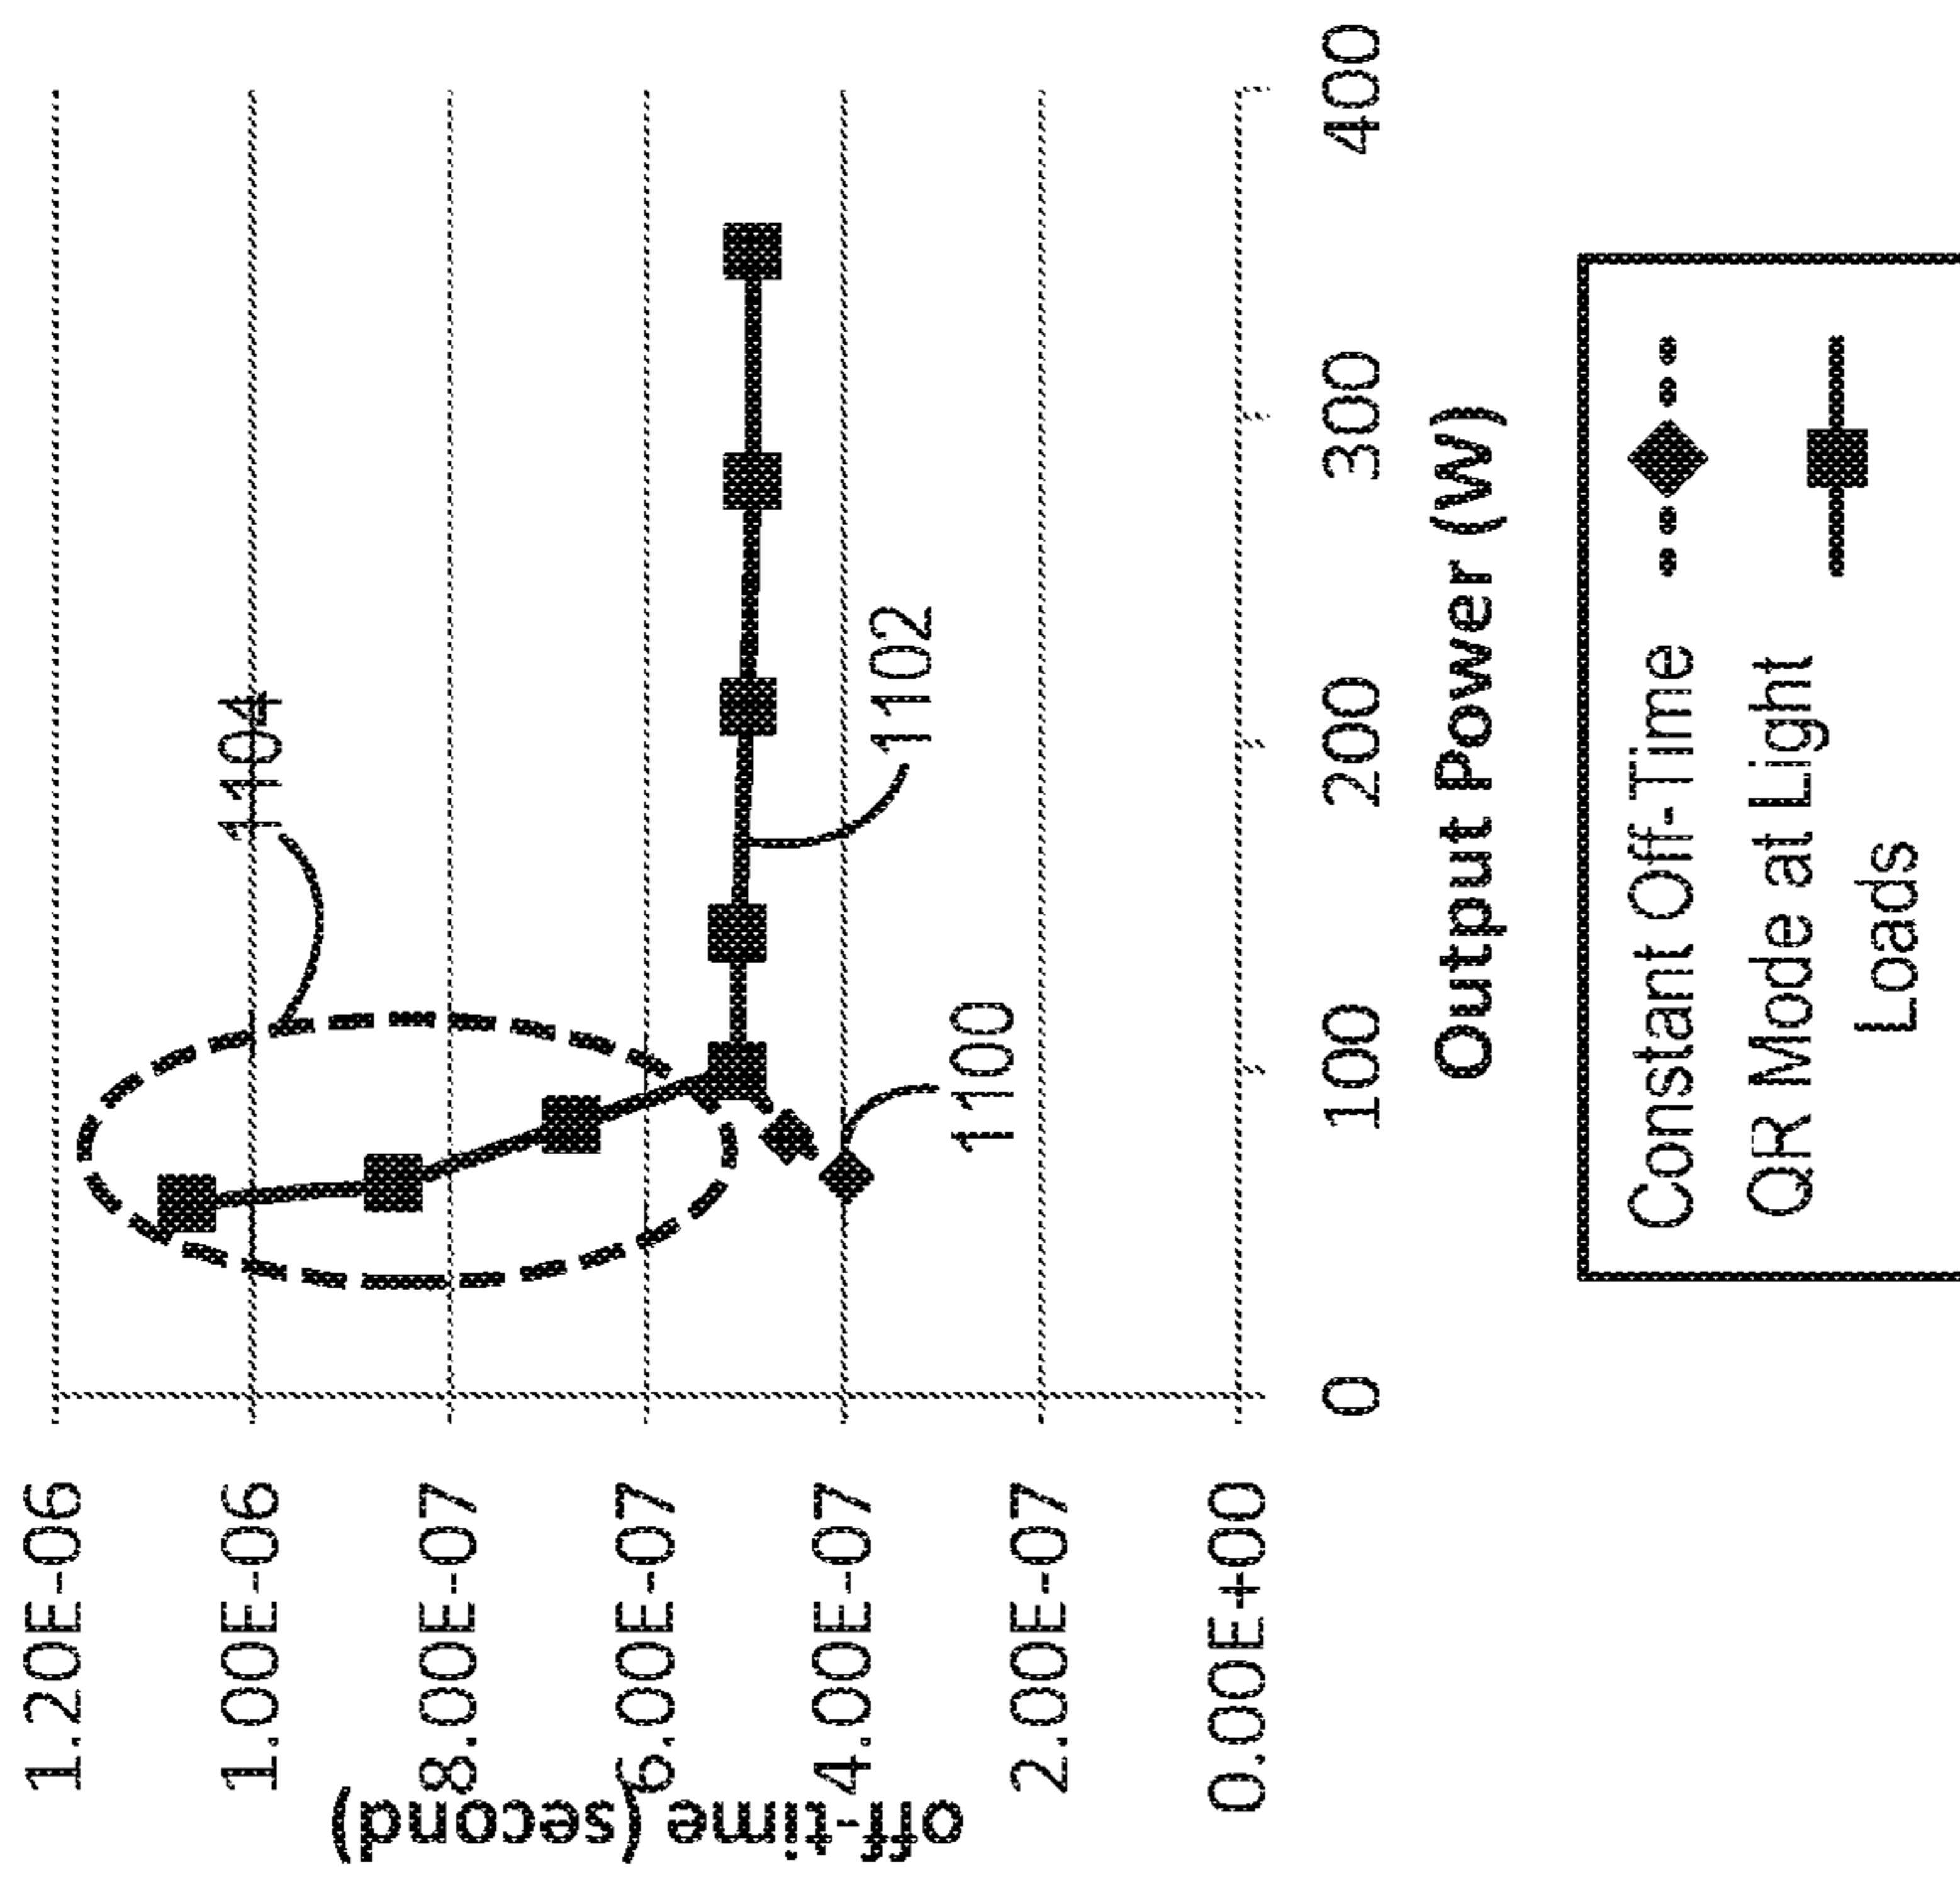 off-time (second)
1.20E-06
1.00E-06
8.00E-07
6.00E-07
4.00E-07
2.00E-07
0.00E+00
1104
1102
1100
0
100
200
300
400
Output Power (W)
Constant Off-Time
QR Mode at Light
Loads